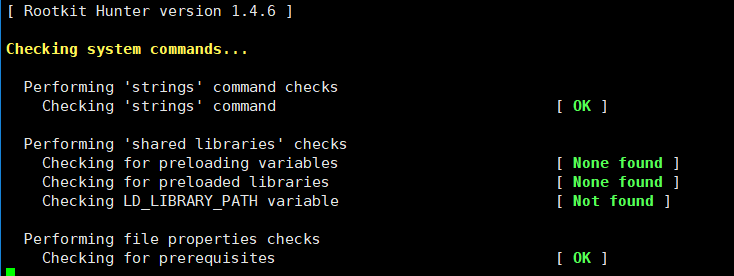 [ Rootkit Hunter version 1.4.6 ]
Checking system commands...
Performing 'strings' command checks
Checking 'strings' command [ OK ]
Performing 'shared libraries' checks
Checking for preloading variables [ None found ]
Checking for preloaded libraries [ None found ]
Checking LD_LIBRARY_PATH variable [ Not found ]
Performing file properties checks
Checking for prerequisites [ OK ]